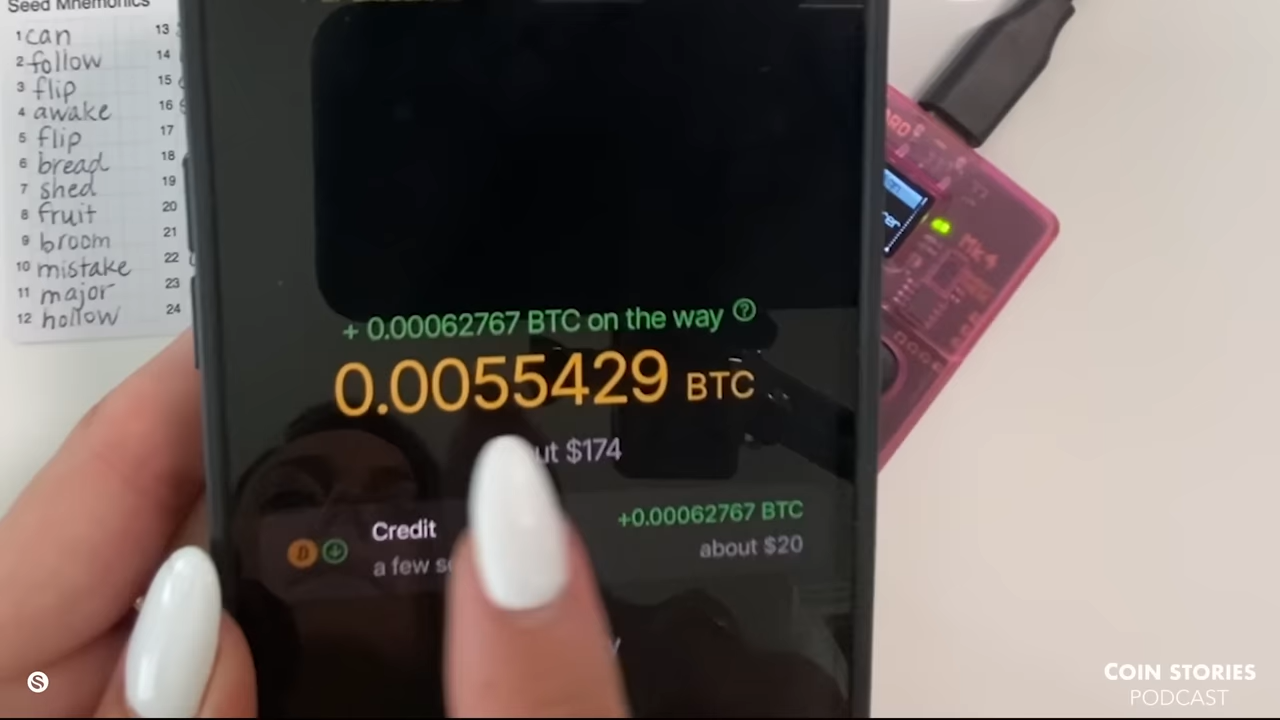 Seed Mnemonics
1 can 13
2 follow 14
3 flip 15
4 awake 16
5 flip 17
6 bread 18
7 shed 19
8 fruit 20
9 broom 21
10 mistake 22
11 major 23
12 hollow 24
+ 0.00062767 BTC on the way ?
0.0055429 BTC
$174
Credit +0.00062767 BTC
a few about $20
Mk4
COIN STORIES
PODCAST